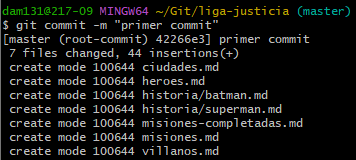 dam131@217-09 MINGW64 ~/Git/liga-justicia (master)
$ git commit -m "primer commit"
[master (root-commit) 42266e3] primer commit
 7 files changed, 44 insertions(+)
 create mode 100644 ciudades.md
 create mode 100644 heroes.md
 create mode 100644 historia/batman.md
 create mode 100644 historia/superman.md
 create mode 100644 misiones-completadas.md
 create mode 100644 misiones.md
 create mode 100644 villanos.md